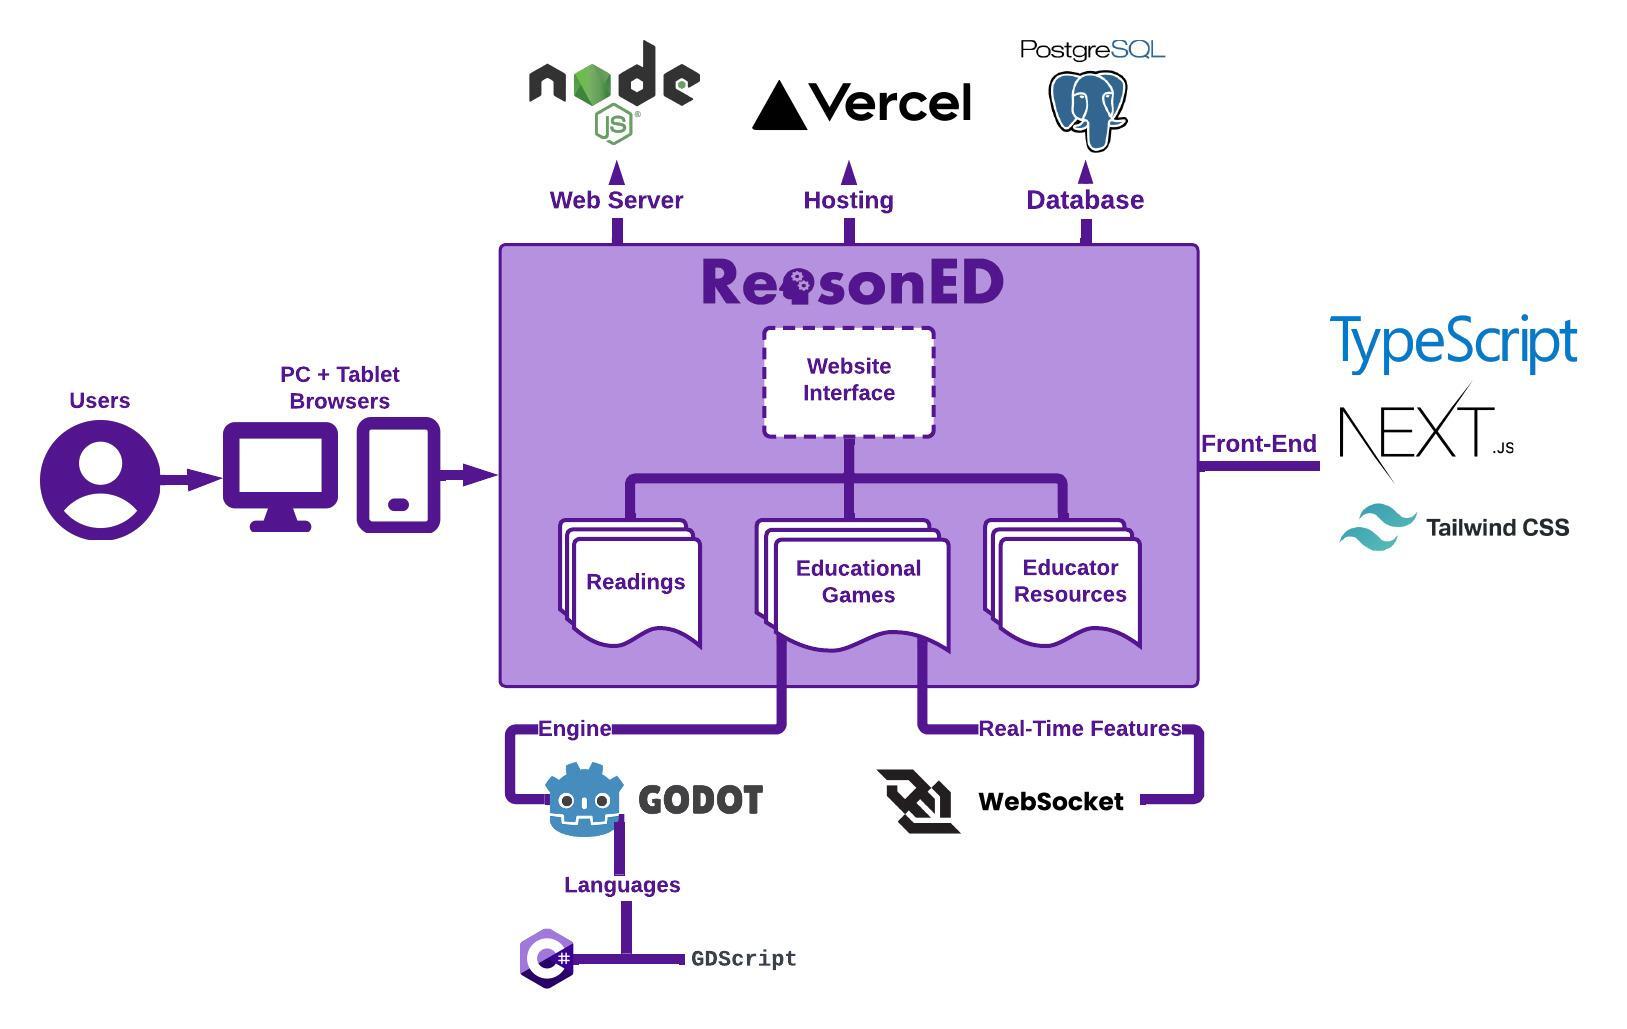 node
JS
Vercel
PostgreSQL
Web Server
Hosting
Database
ReasonED
Website
Interface
Users
PC + Tablet
Browsers
TypeScript
Front-End
NEXT.JS
Tailwind CSS
Readings
Educational
Games
Educator
Resources
Engine
Real-Time Features
GODOT
WebSocket
Languages
C#
GDScript